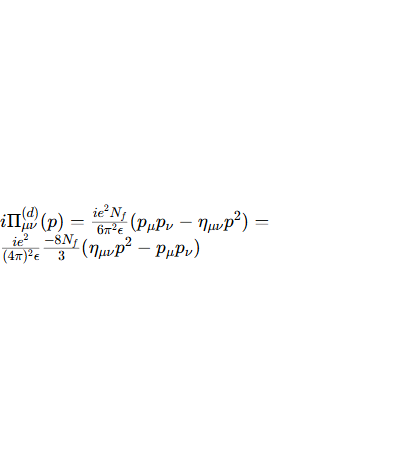 $i\Pi^{(d)}_{\mu\nu}(p) = \frac{ie^2 N_f}{6\pi^2\epsilon}(p_\mu p_\nu - \eta_{\mu\nu}p^2) =$
$\frac{ie^2}{(4\pi)^2\epsilon}\frac{-8N_f}{3}(\eta_{\mu\nu}p^2 - p_\mu p_\nu)$